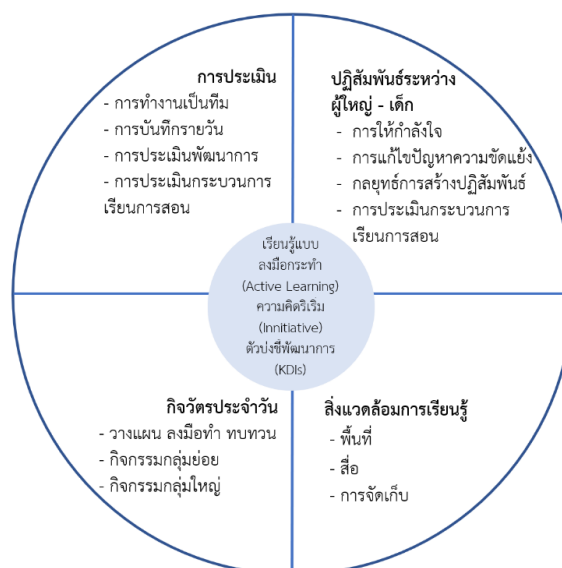 การประเมิน
- การทำงานเป็นทีม
- การบันทึกรายวัน
- การประเมินพัฒนาการ
- การประเมินกระบวนการ
เรียนการสอน
ปฏิสัมพันธ์ระหว่าง
ผู้ใหญ่ - เด็ก
- การให้กำลังใจ
- การแก้ไขปัญหาความขัดแย้ง
- กลยุทธ์การสร้างปฏิสัมพันธ์
- การประเมินกระบวนการ
เรียนการสอน
เรียนรู้แบบ
ลงมือกระทำ
(Active Learning)
ความคิดริเริ่ม
(Innitiative)
ตัวบ่งชี้พัฒนาการ
(KDIs)
กิจวัตรประจำวัน
- วางแผน ลงมือทำ ทบทวน
- กิจกรรมกลุ่มย่อย
- กิจกรรมกลุ่มใหญ่
สิ่งแวดล้อมการเรียนรู้
- พื้นที่
- สื่อ
- การจัดเก็บ